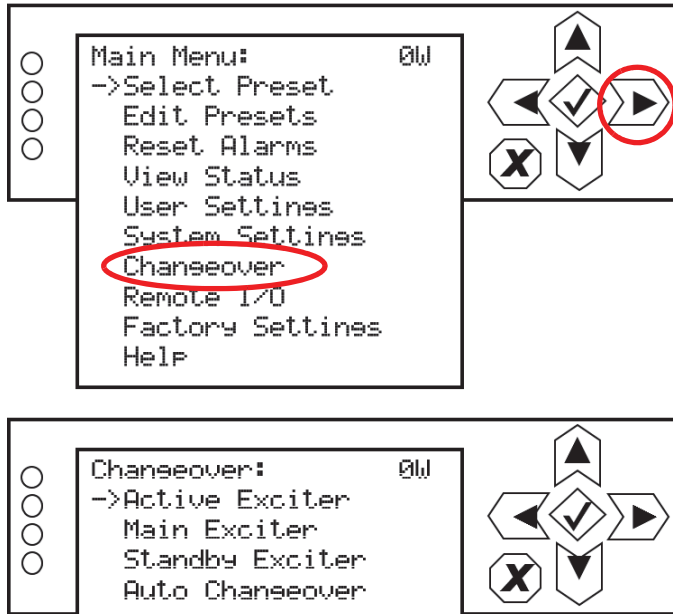 Main Menu: 0W
->Select Preset
Edit Presets
Reset Alarms
View Status
User Settings
System Settings
Changeover
Remote I/O
Factory Settings
Help
X
Changeover: 0W
->Active Exciter
Main Exciter
Standby Exciter
Auto Changeover
X